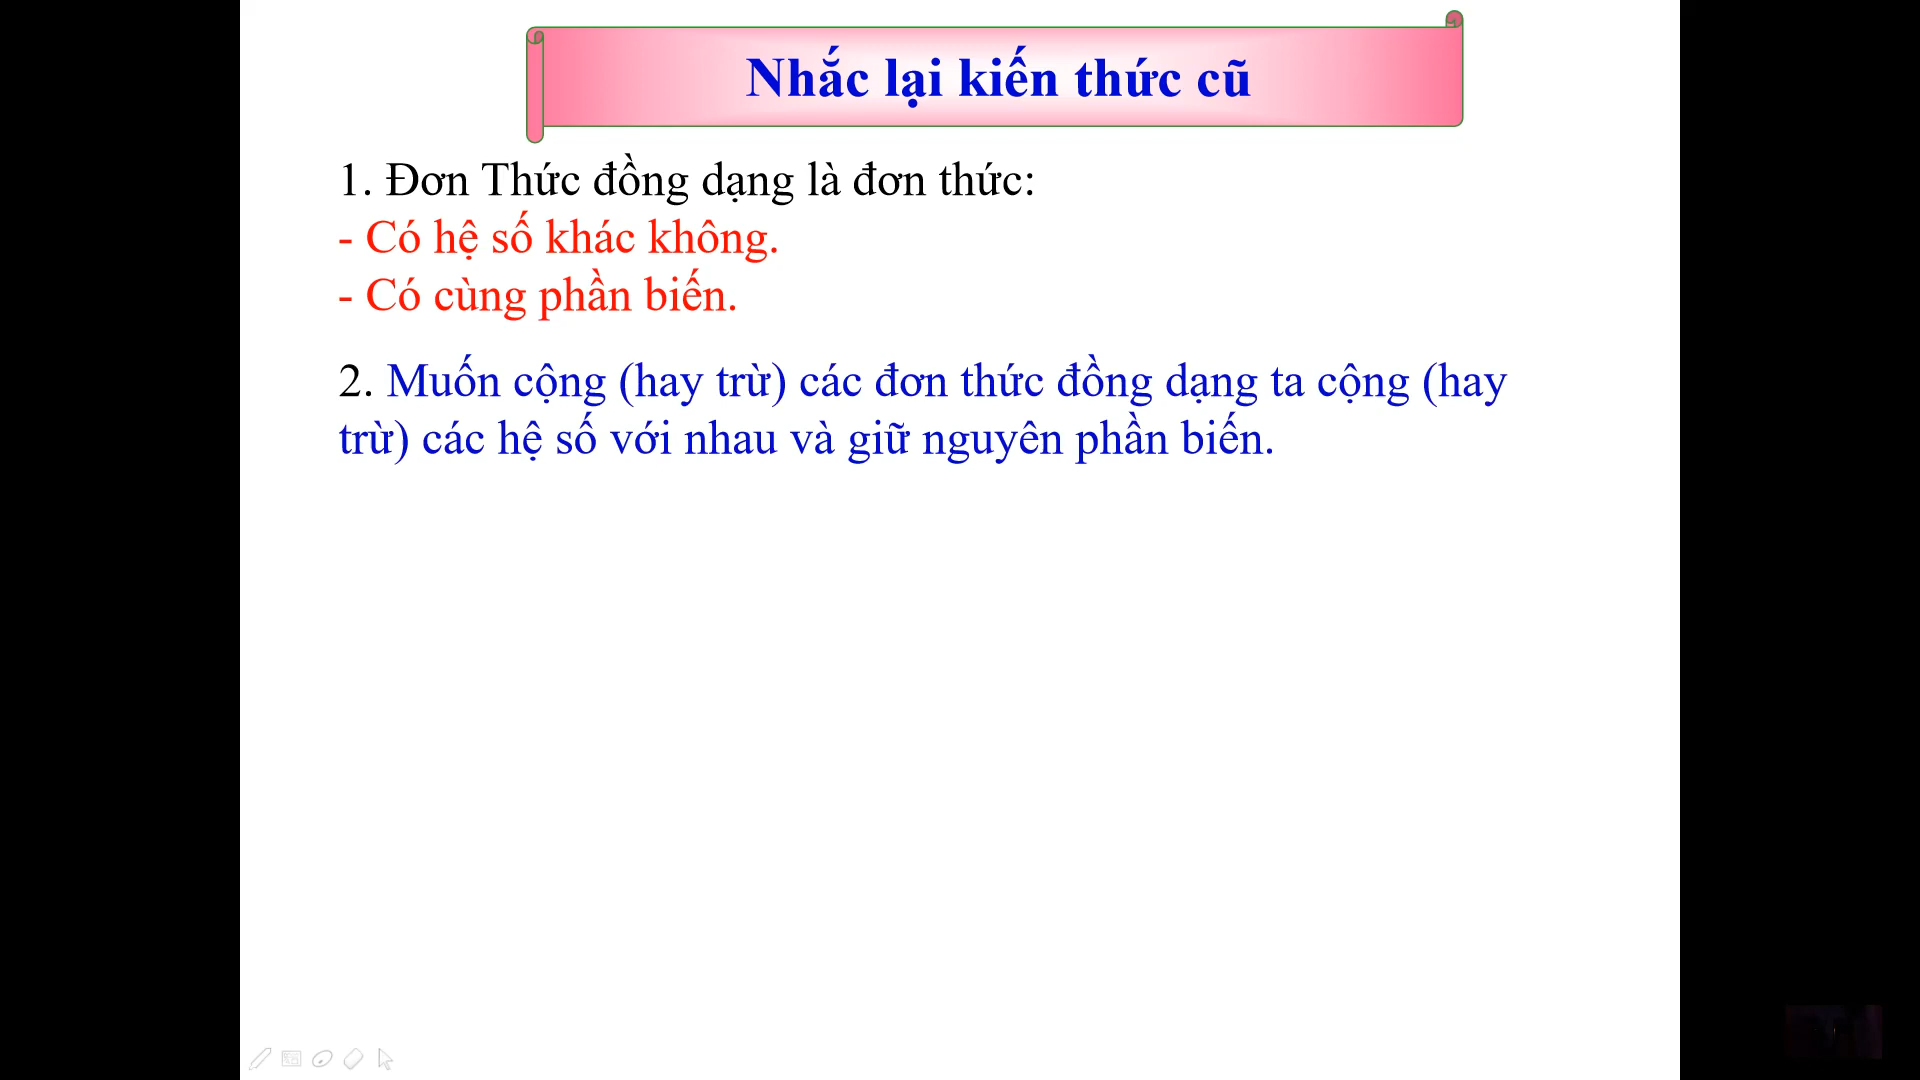 Nhắc lại kiến thức cũ
1. Đơn Thức đồng dạng là đơn thức:
- Có hệ số khác không.
- Có cùng phần biến.
2. Muốn cộng (hay trừ) các đơn thức đồng dạng ta cộng (hay
trừ) các hệ số với nhau và giữ nguyên phần biến.